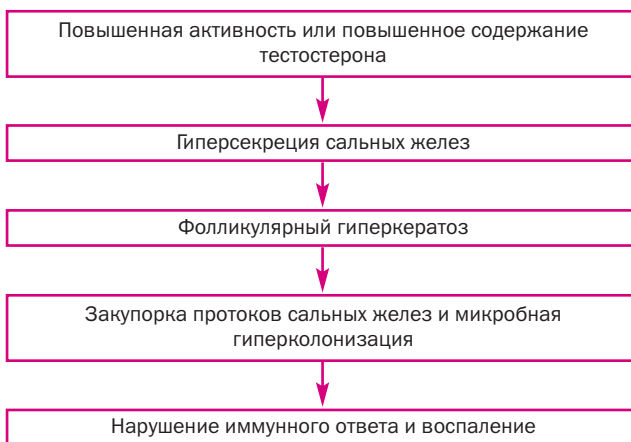 Повышенная активность или повышенное содержание
тестостерона
Гиперсекреция сальных желез
Фолликулярный гиперкератоз
Закупорка протоков сальных желез и микробная
гиперколонизация
Нарушение иммунного ответа и воспаление